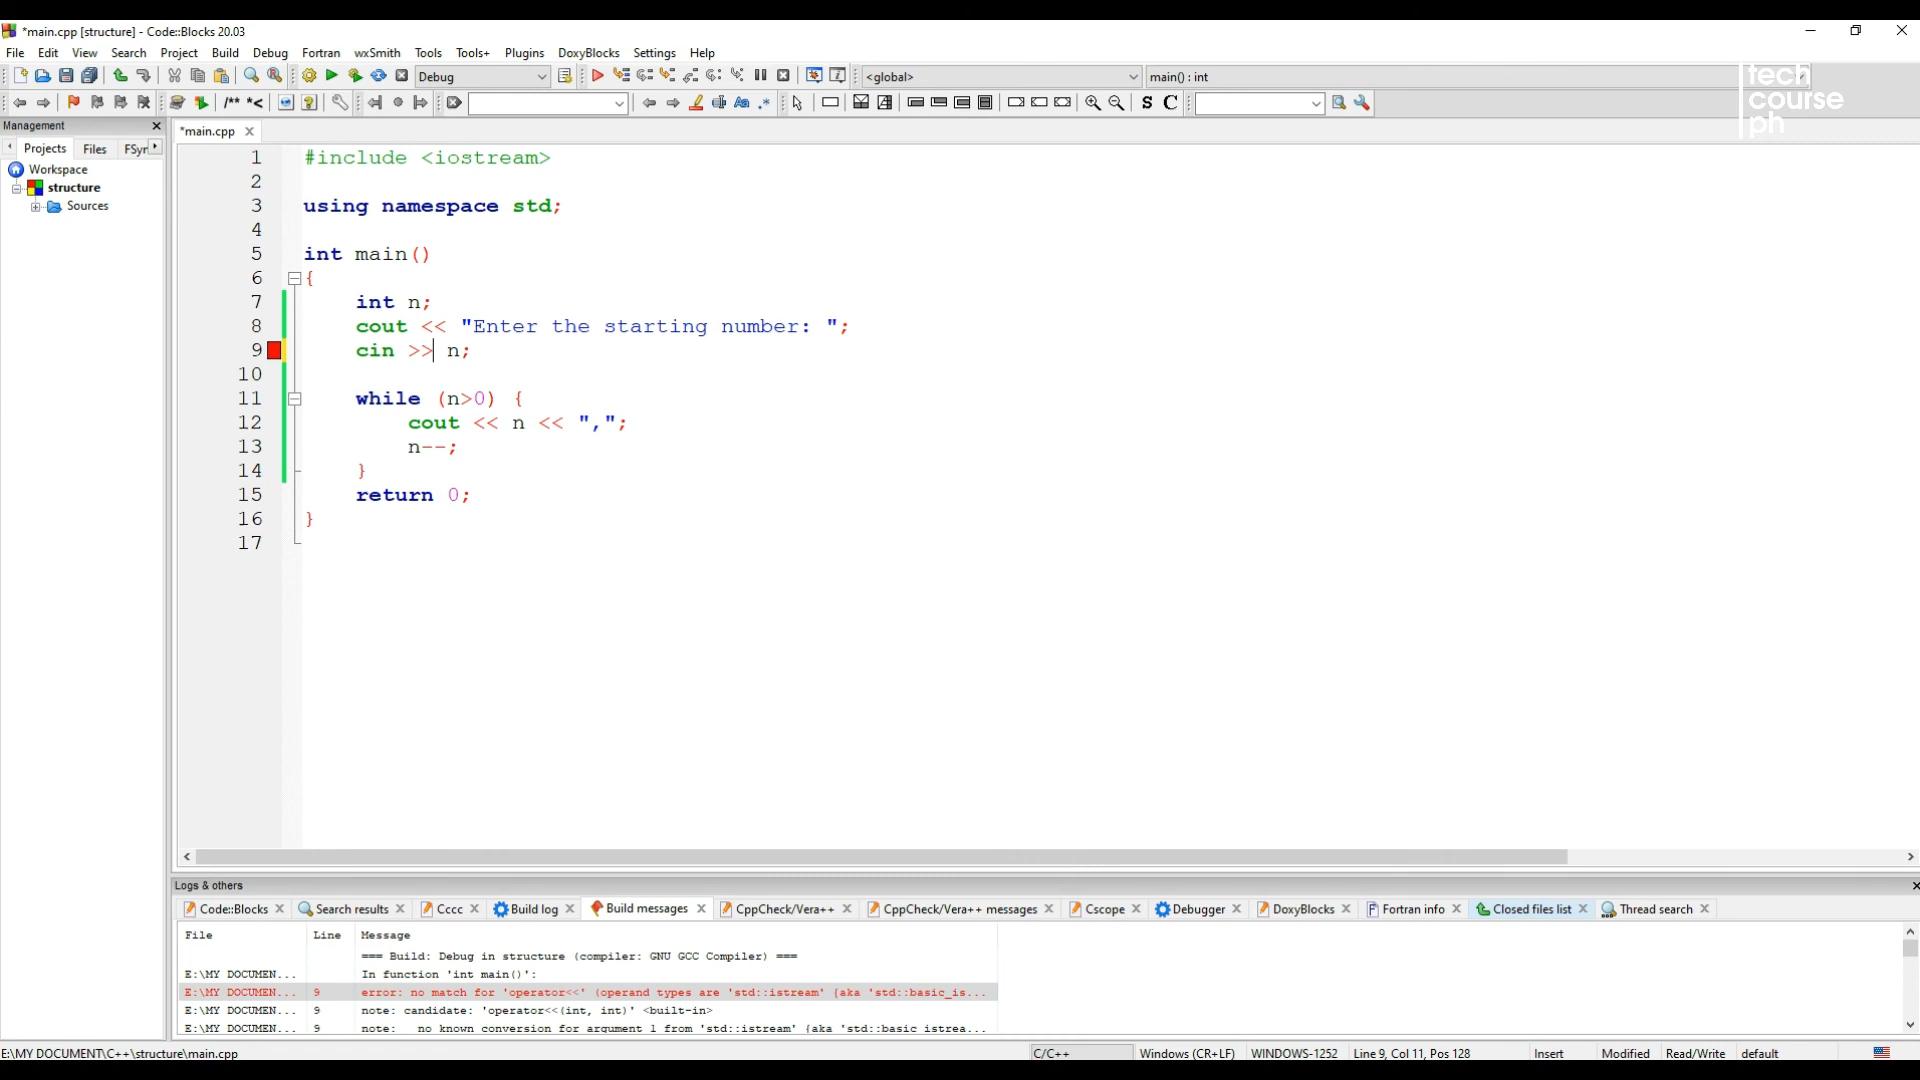 *main.cpp [structure] - Code::Blocks 20.03
File Edit View Search Project Build Debug Fortran wxSmith Tools Tools+ Plugins DoxyBlocks Settings Help
Debug <global> main() : int
tech
course
ph
/** *<
S C
Management
*main.cpp
Projects Files FSyr
Workspace
structure
Sources
1 #include <iostream>
2
3 using namespace std;
4
5 int main()
6 {
7 int n;
8 cout << "Enter the starting number: ";
9 cin >> n;
10
11 while (n>0) {
12 cout << n << ",";
13 n--;
14 }
15 return 0;
16 }
17
Logs & others
Code::Blocks Search results Cccc Build log Build messages CppCheck/Vera++ CppCheck/Vera++ messages Cscope Debugger DoxyBlocks Fortran info Closed files list Thread search
File Line Message
=== Build: Debug in structure (compiler: GNU GCC Compiler) ===
E:\MY DOCUMEN... In function 'int main()':
E:\MY DOCUMEN... 9 error: no match for 'operator<<' (operand types are 'std::istream' {aka 'std::basic_is...
E:\MY DOCUMEN... 9 note: candidate: 'operator<<(int, int)' <built-in>
E:\MY DOCUMEN... 9 note: no known conversion for argument 1 from 'std::istream' {aka 'std::basic_istrea...
E:\MY DOCUMENT\C++\structure\main.cpp C/C++ Windows (CR+LF) WINDOWS-1252 Line 9, Col 11, Pos 128 Insert Modified Read/Write default